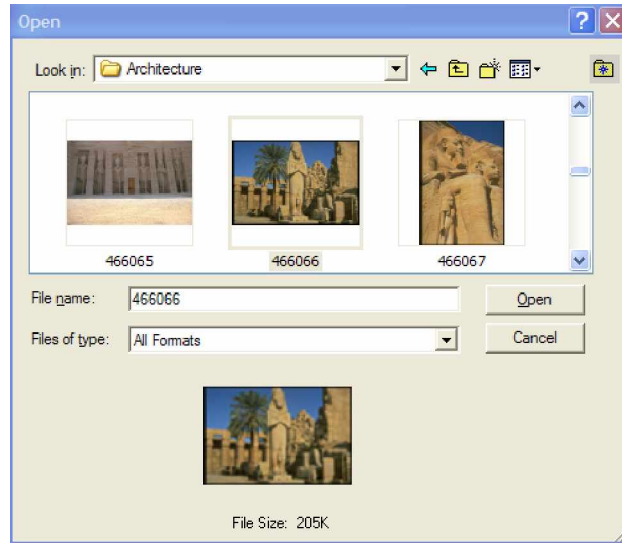 Open
Look in: Architecture
466065 466066 466067
File name: 466066 Open
Files of type: All Formats Cancel
File Size: 205K